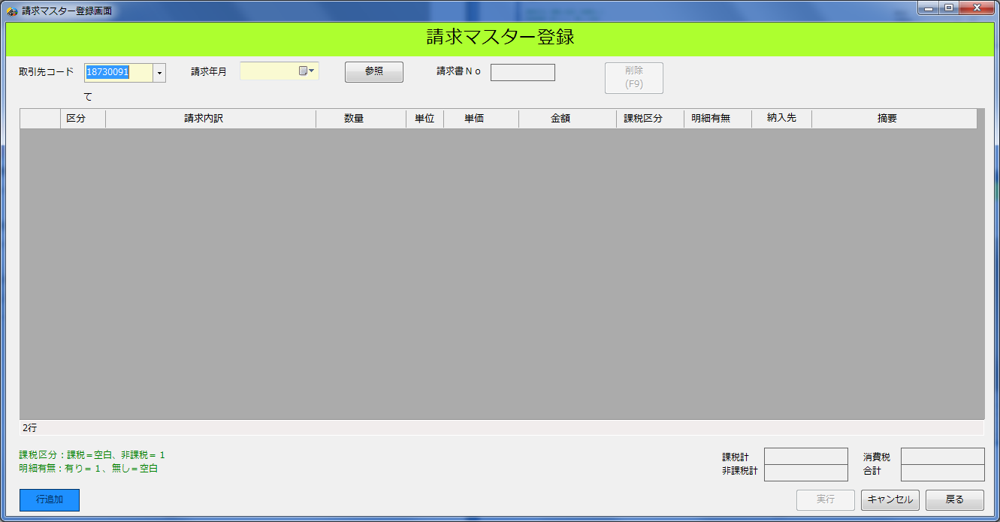 請求マスター登録画面
請求マスター登録
取引先コード 18730091 請求年月 参照 請求書Ｎｏ 削除
(F9)
て
区分 請求内訳 数量 単位 単価 金額 課税区分 明細有無 納入先 摘要
2行
課税区分：課税＝空白、非課税＝１
明細有無：有り＝１、無し＝空白
課税計 消費税
非課税計 合計
行追加 実行 キャンセル 戻る